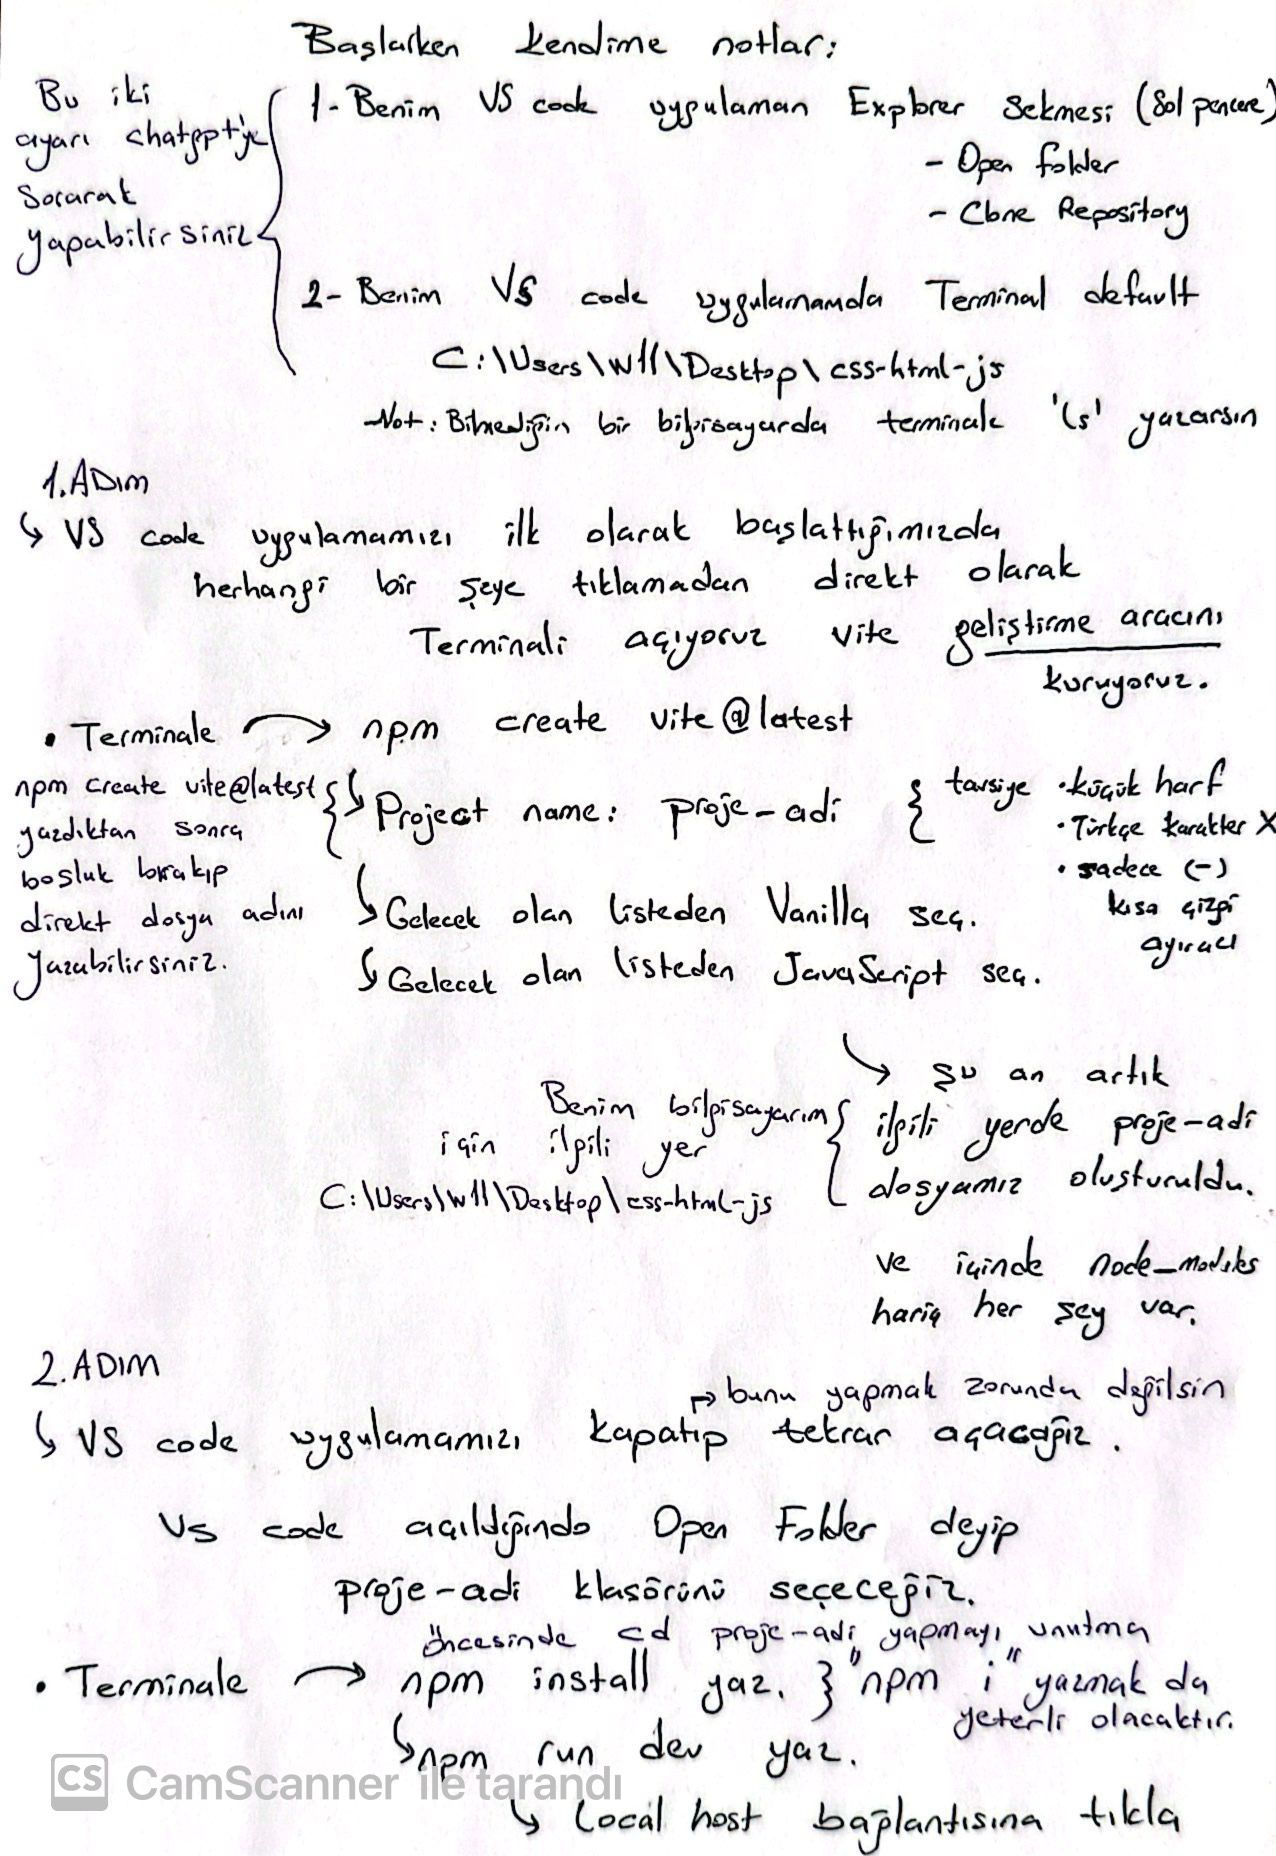 Başlarken kendime notlar:
Bu iki
ayarı chatgpt'ye
sorarak
yapabilirsiniz
1- Benim VS code uygulaman Explorer Sekmesi (Sol pencere)
- Open folder
- Clone Repository
2- Benim VS code uygulamamda Terminal default
C:\Users\W11\Desktop\css-html-js
Not: Bilmediğin bir bilgisayarda terminale 'ls' yazarsın
1.ADIM
↳ VS code uygulamamızı ilk olarak başlattığımızda
herhangi bir şeye tıklamadan direkt olarak
Terminali açıyoruz vite geliştirme aracını
kuruyoruz.
• Terminale → npm create vite@latest
npm create vite@latest
yazdıktan sonra
boşluk bırakıp
direkt dosya adını
yazabilirsiniz.
↳ Project name: proje-adi { tavsiye • küçük harf
• Türkçe karakter X
• sadece (-)
kısa çizgi
ayıracı
↳ Gelecek olan listeden Vanilla seç.
↳ Gelecek olan listeden JavaScript seç.
↘ Şu an artık
ilgili yerde proje-adi
dosyamız oluşturuldu.
Benim bilgisayarım
için ilgili yer
C:\Users\W11\Desktop\css-html-js
ve içinde node_modules
hariç her şey var.
2.ADIM
↱ bunu yapmak zorunda değilsin
↳ VS code uygulamamızı kapatıp tekrar açacağız.
VS code açıldığında Open Folder deyip
proje-adi klasörünü seçeceğiz.
öncesinde cd proje-adi yapmayı unutma
• Terminale → npm install yaz. } "npm i" yazmak da
yeterli olacaktır.
↳ npm run dev yaz.
↳ Local host bağlantısına tıkla
CS CamScanner ile tarandı